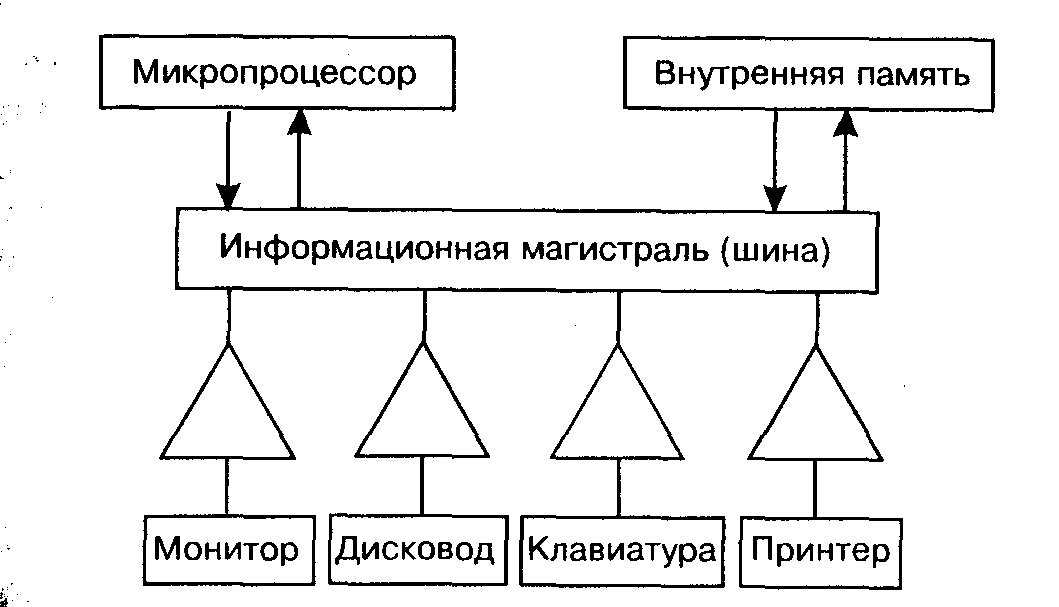 Микропроцессор
Внутренняя память
Информационная магистраль (шина)
Монитор
Дисковод
Клавиатура
Принтер